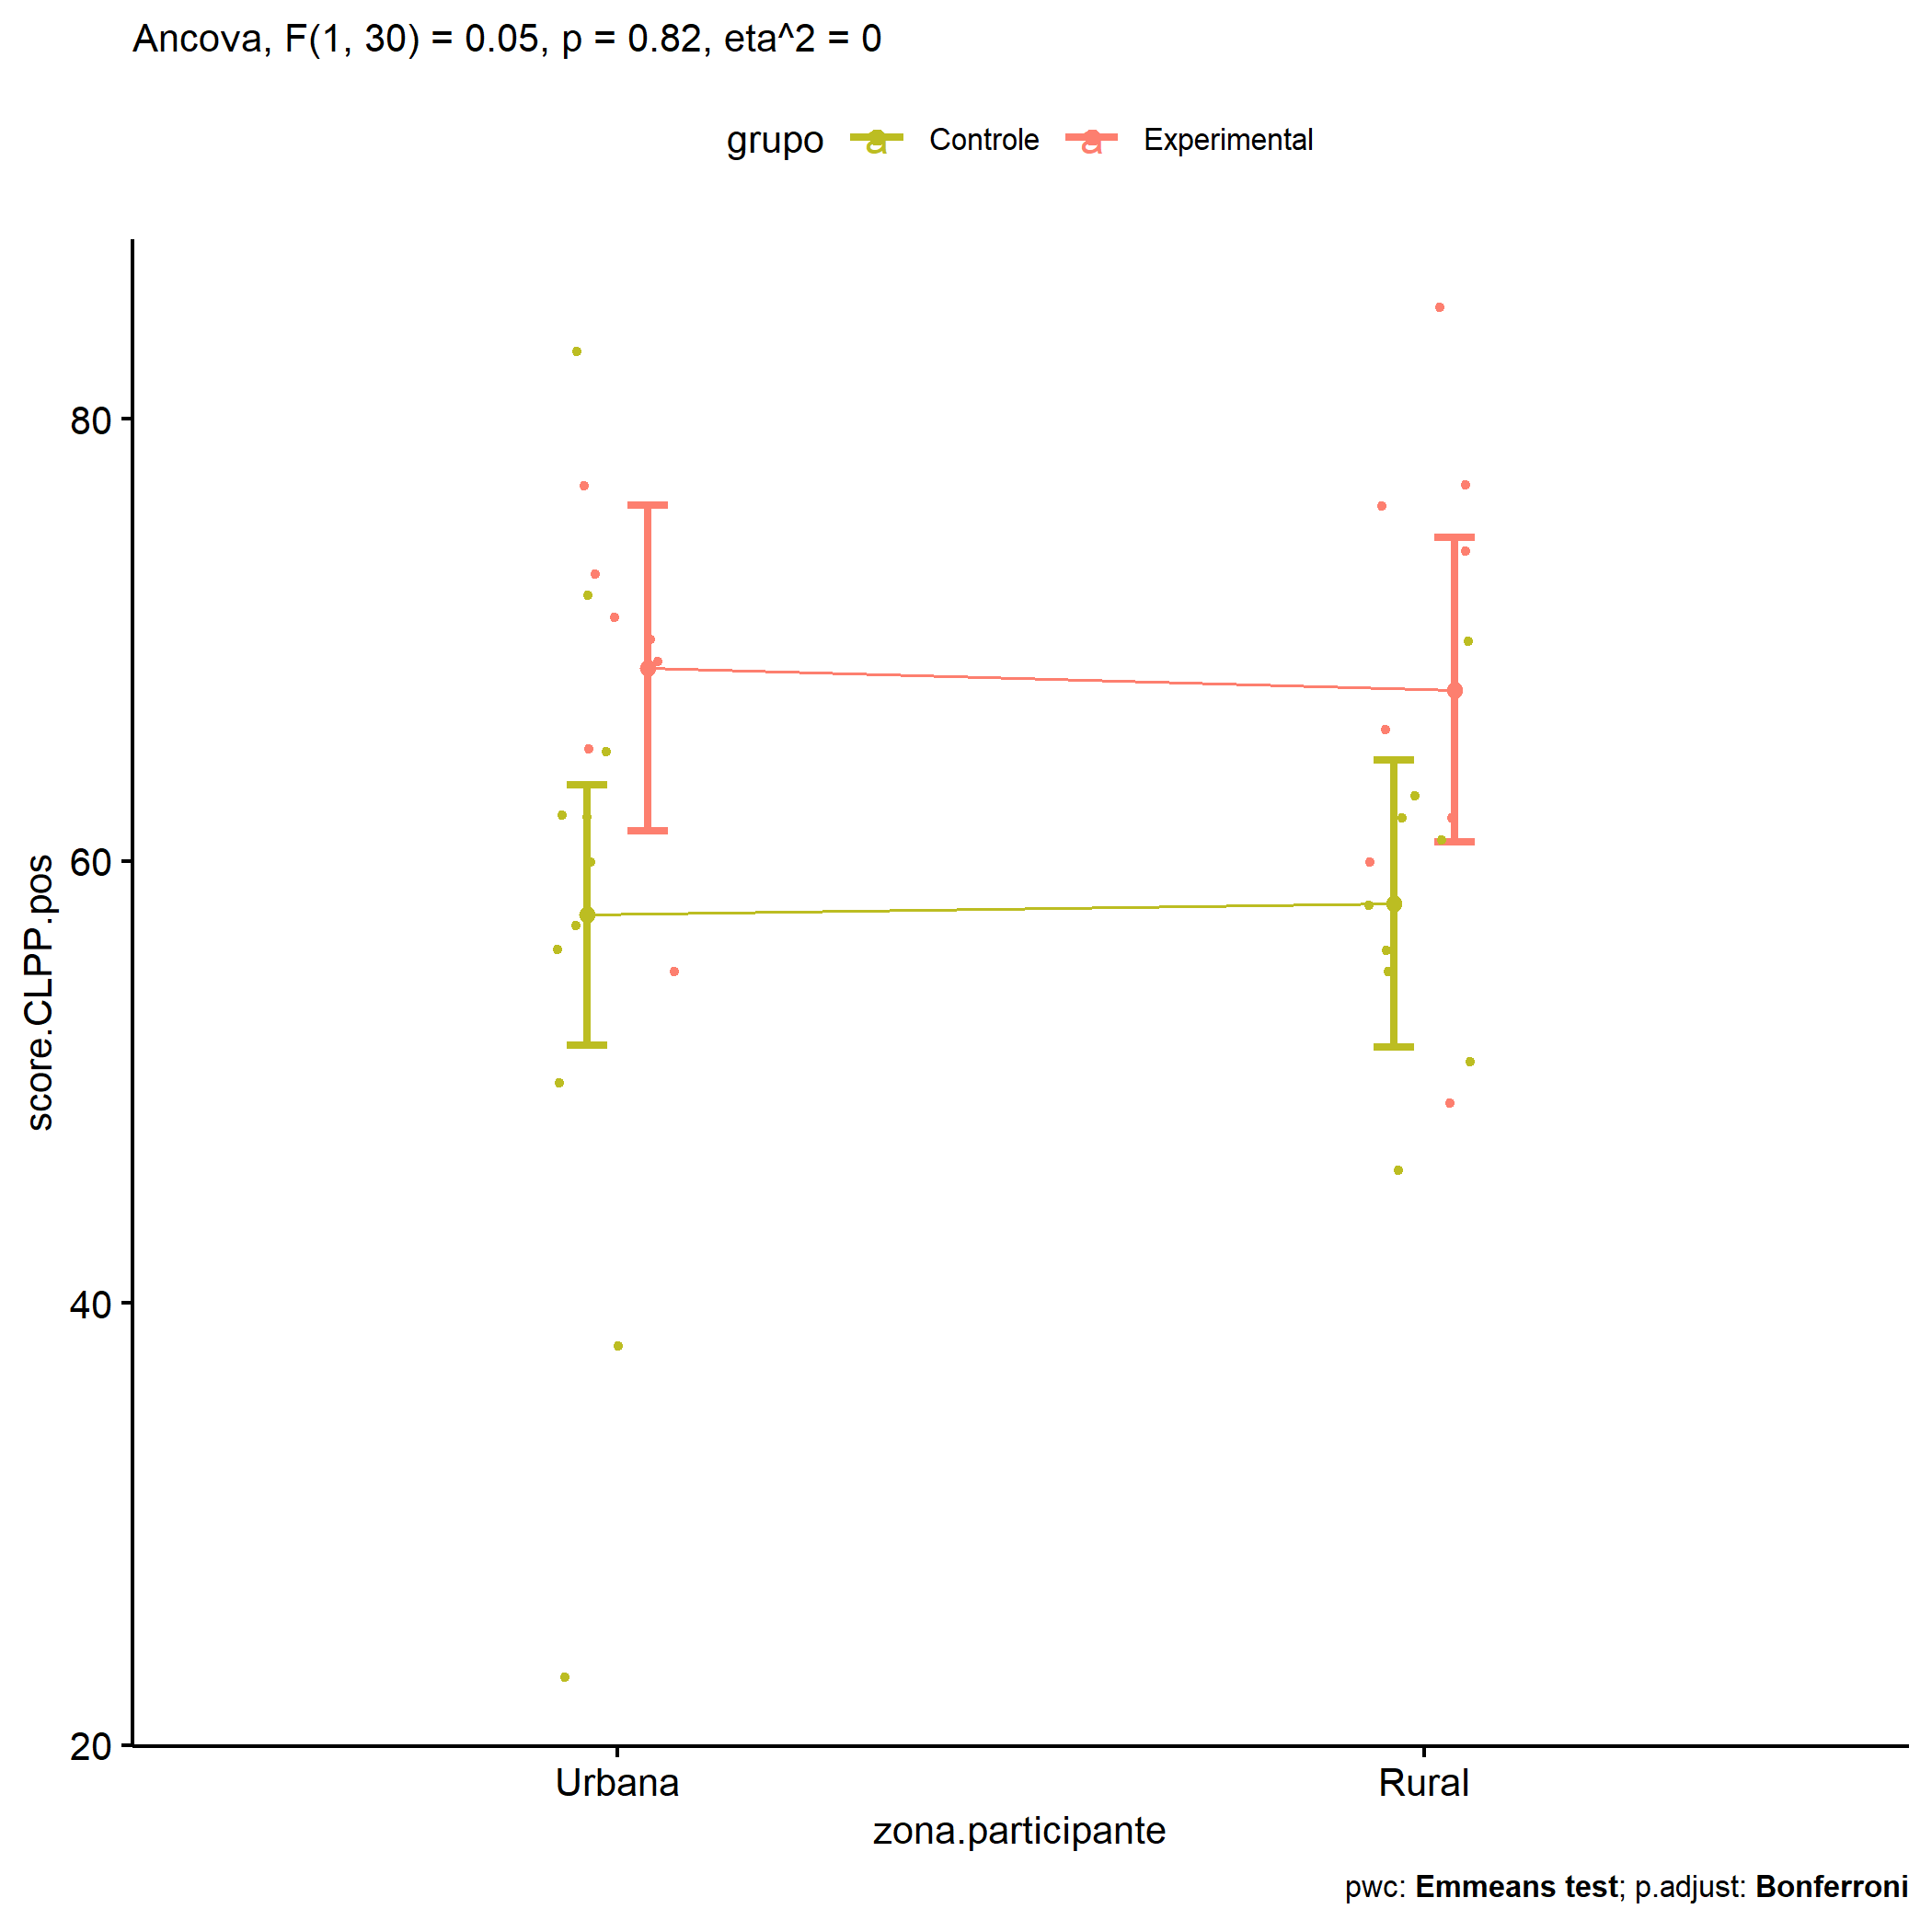 Ancova, F(1, 30) = 0.05, p = 0.82, eta^2 = 0
grupo a Controle a Experimental
80
60
40
20
score.CLPP.pos
Urbana Rural
zona.participante
pwc: Emmeans test; p.adjust: Bonferroni